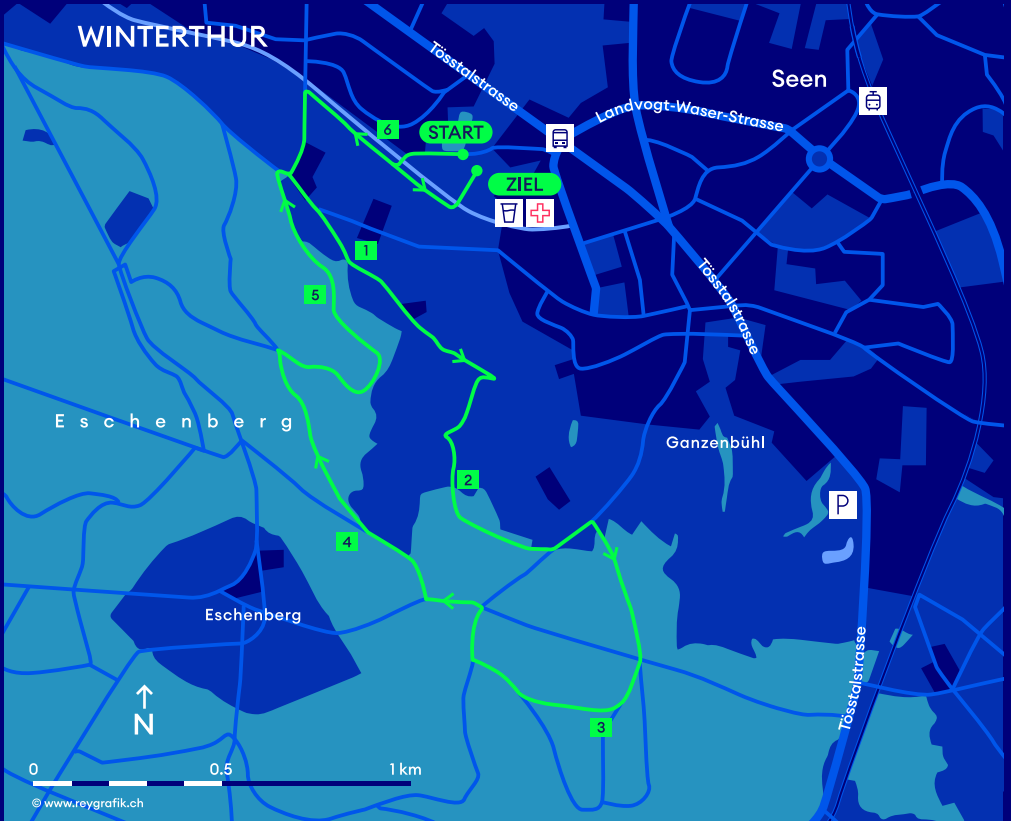 WINTERTHUR
Tösstalstrasse
Seen
Landvogt-Waser-Strasse
6
START
ZIEL
1
5
Tösstalstrasse
Eschenberg
Ganzenbühl
2
P
4
Eschenberg
Tösstalstrasse
N
3
0 0.5 1 km
© www.reygrafik.ch